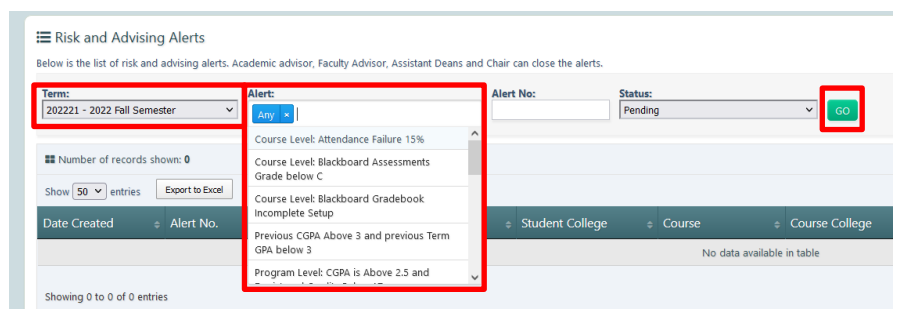 Risk and Advising Alerts
Below is the list of risk and advising alerts. Academic advisor, Faculty Advisor, Assistant Deans and Chair can close the alerts.
Term:
Alert:
Alert No:
Status:
202221 - 2022 Fall Semester
Any ×
Pending
GO
Course Level: Attendance Failure 15%
Number of records shown: 0
Course Level: Blackboard Assessments
Grade below C
Show 50 entries
Export to Excel
Course Level: Blackboard Gradebook
Incomplete Setup
Date Created
Alert No.
Student College
Course
Course College
Previous CGPA Above 3 and previous Term
GPA below 3
No data available in table
Program Level: CGPA is Above 2.5 and
Showing 0 to 0 of 0 entries